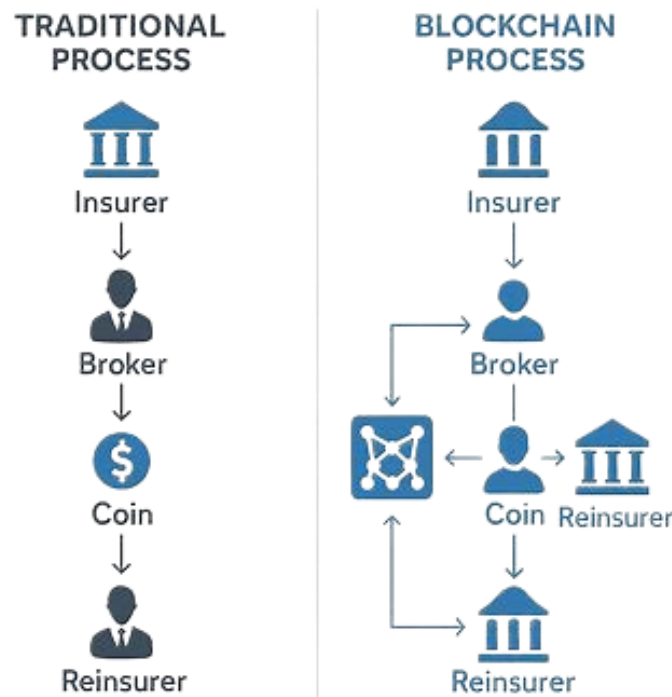 TRADITIONAL
PROCESS
Insurer
Broker
$
Coin
Reinsurer
BLOCKCHAIN
PROCESS
Insurer
Broker
Coin
Reinsurer
Reinsurer